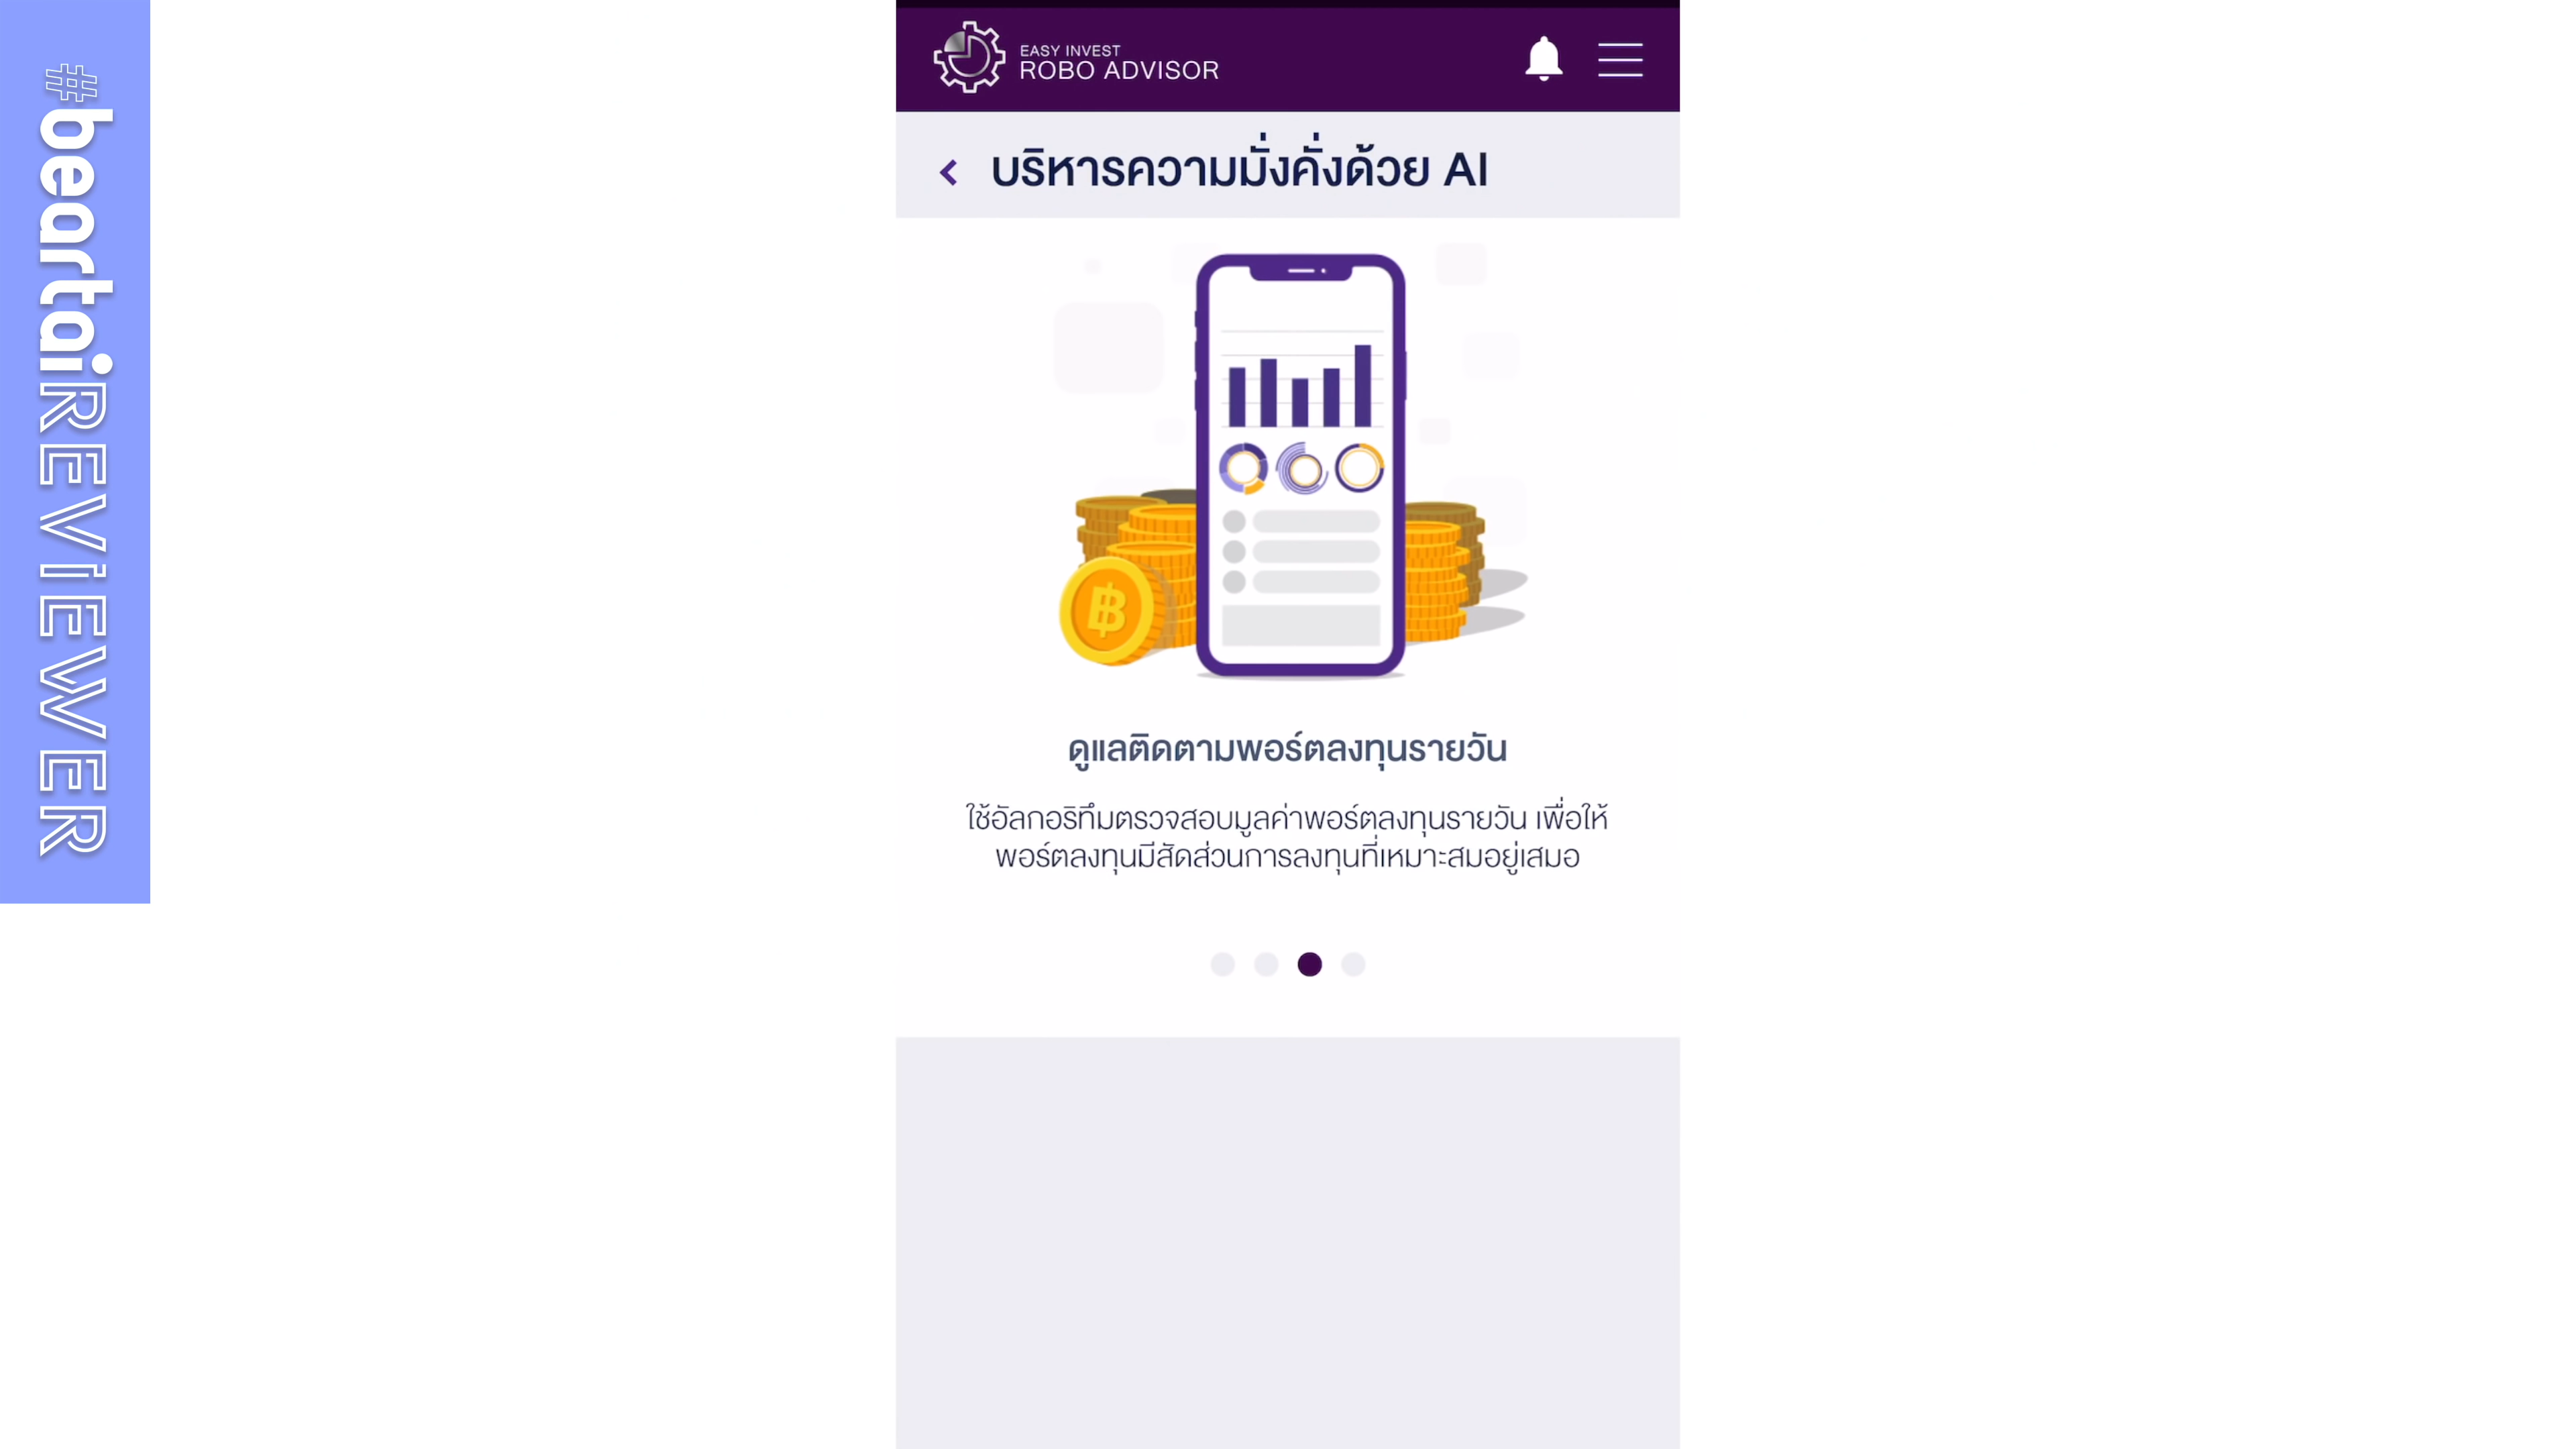 #beartaiREVIEWER
EASY INVEST
ROBO ADVISOR
บริหารความมั่งคั่งด้วย AI
฿
ดูแลติดตามพอร์ตลงทุนรายวัน
ใช้อัลกอริทึมตรวจสอบมูลค่าพอร์ตลงทุนรายวัน เพื่อให้
พอร์ตลงทุนมีสัดส่วนการลงทุนที่เหมาะสมอยู่เสมอ